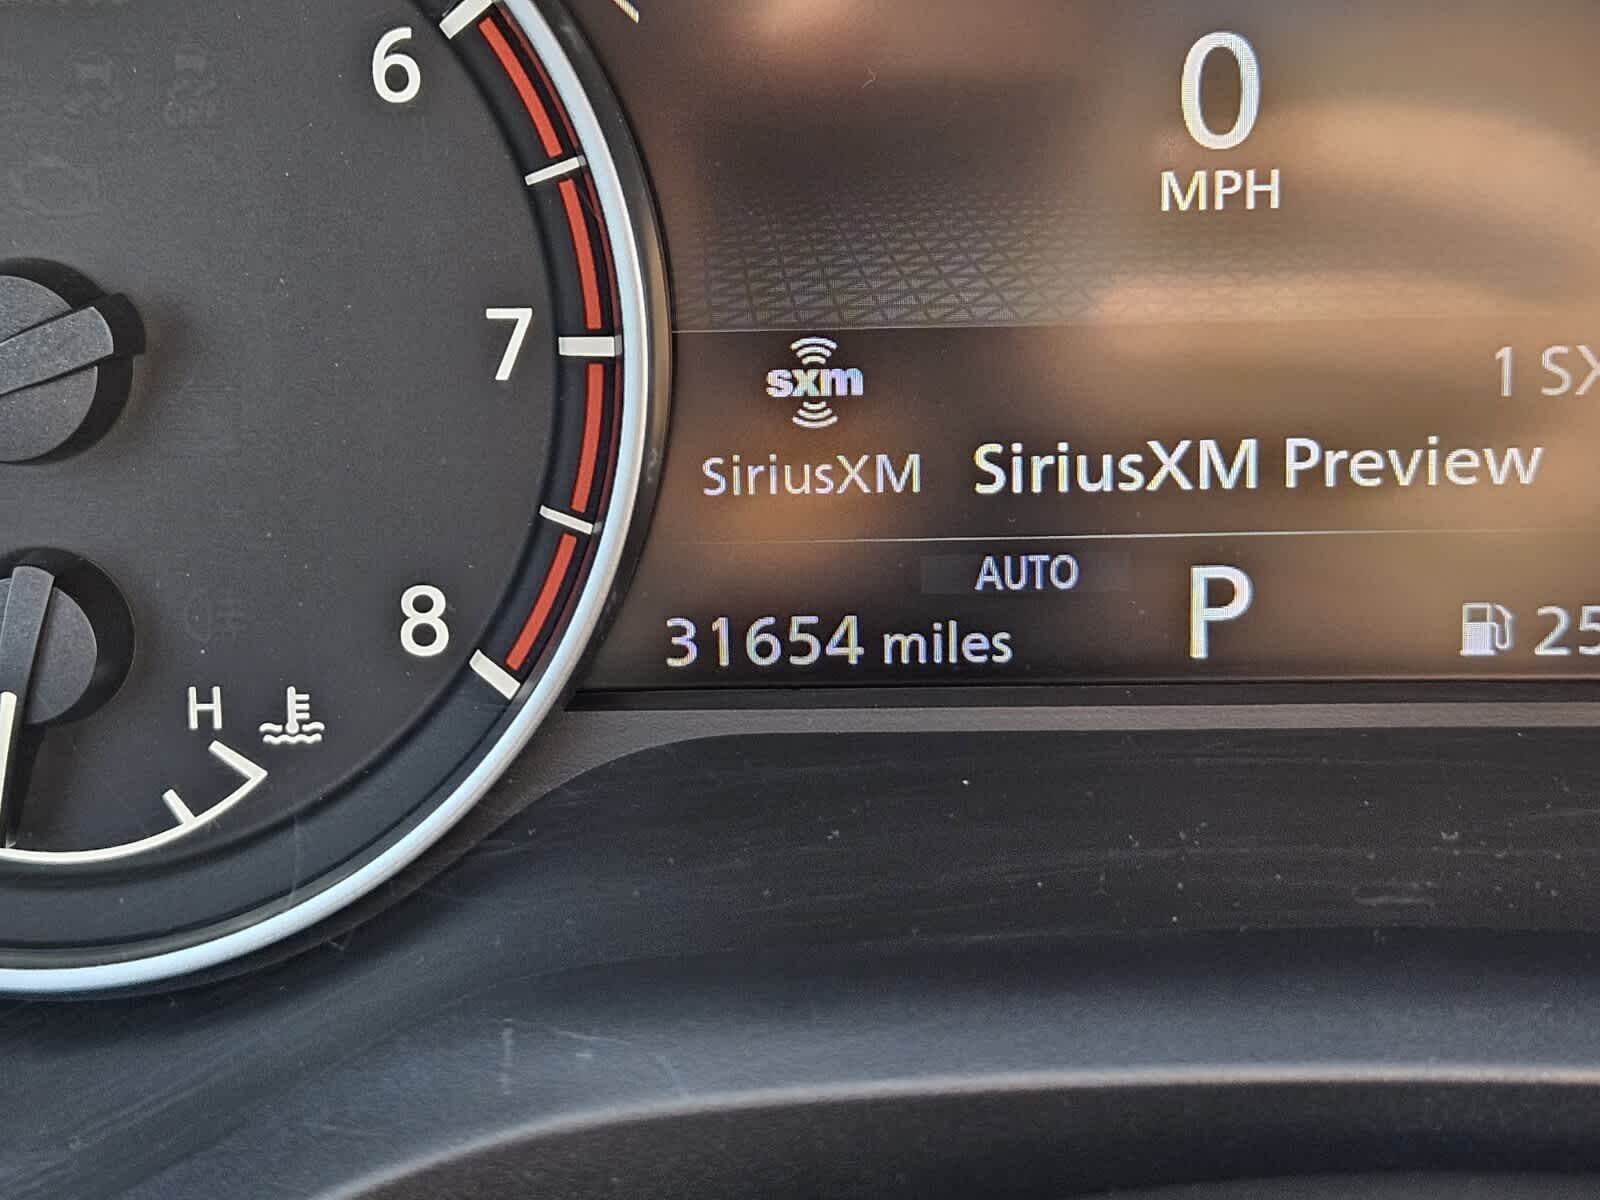 6
0
MPH
7
sxm
1 SX
SiriusXM
SiriusXM Preview
AUTO
P
31654 miles
25
8
H